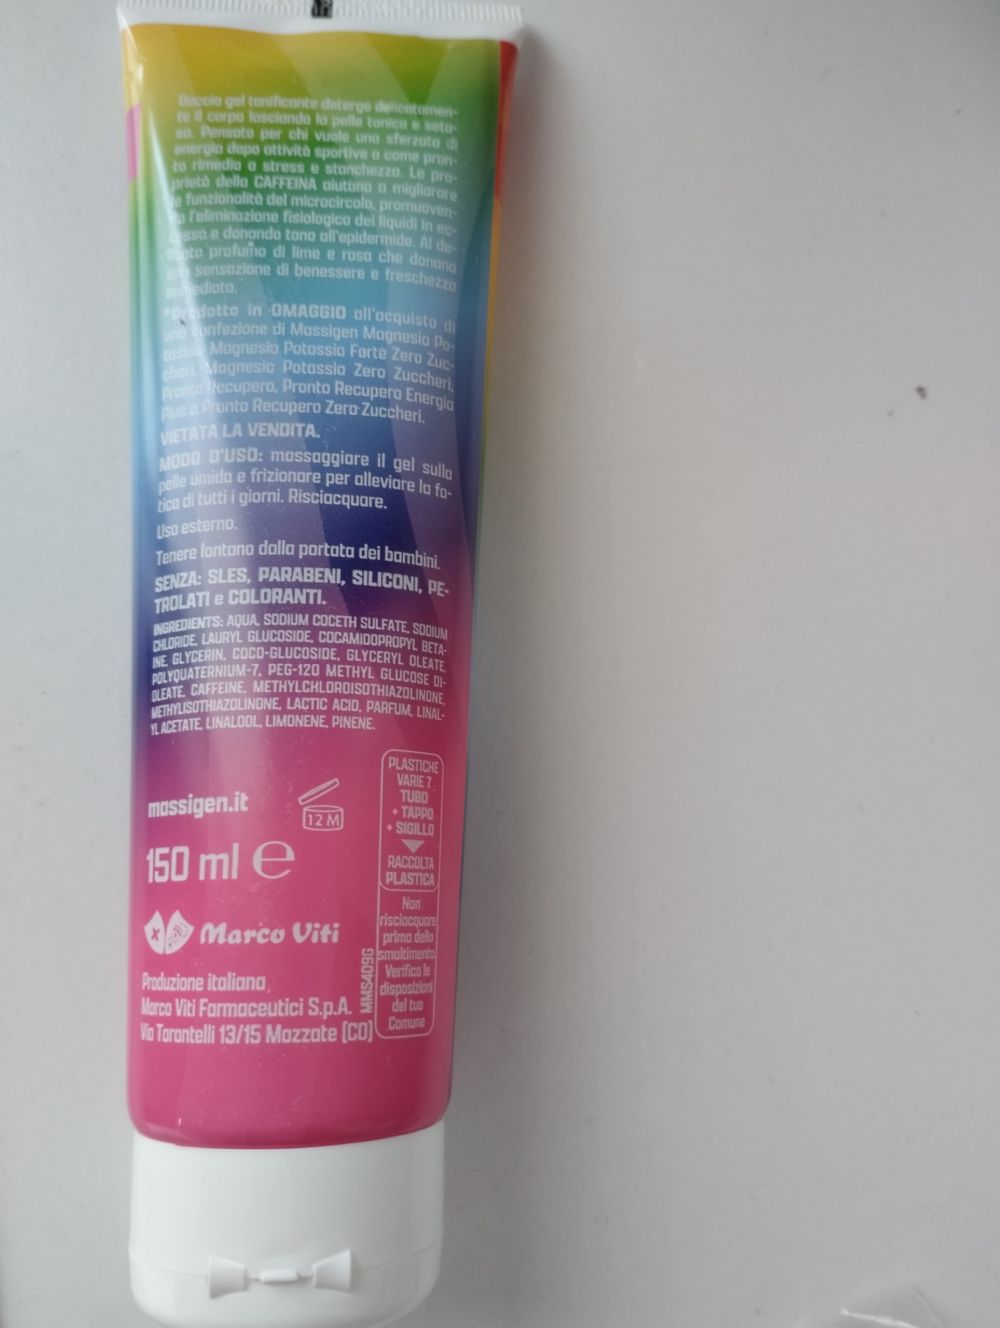 Doccia gel tonificante deterge delicatamen-
te il corpo lasciando la pelle tonica e seto-
sa. Pensato per chi vuole una sferzata di
energia dopo attività sportive o come pron-
to rimedio a stress e stanchezza. Le pro-
prietà della CAFFEINA aiutano a migliorare
le funzionalità del microcircolo, promuoven-
do l'eliminazione fisiologica dei liquidi in ec-
cesso e donando tono all'epidermide. Al de-
licato profumo di lime e rosa che donano
una sensazione di benessere e freschezza
immediata.
*Prodotto in OMAGGIO all'acquisto di
una confezione di Massigen Magnesio Po-
tassio, Magnesio Potassio Forte Zero Zuc-
cheri, Magnesio Potassio Zero Zuccheri,
Pronto Recupero, Pronto Recupero Energia
Plus o Pronto Recupero Zero Zuccheri.
VIETATA LA VENDITA.
MODO D'USO: massaggiare il gel sulla
pelle umida e frizionare per alleviare la fa-
tica di tutti i giorni. Risciacquare.
Uso esterno.
Tenere lontano dalla portata dei bambini.
SENZA: SLES, PARABENI, SILICONI, PE-
TROLATI e COLORANTI.
INGREDIENTS: AQUA, SODIUM COCETH SULFATE, SODIUM
CHLORIDE, LAURYL GLUCOSIDE, COCAMIDOPROPYL BETA-
INE, GLYCERIN, COCO-GLUCOSIDE, GLYCERYL OLEATE,
POLYQUATERNIUM-7, PEG-120 METHYL GLUCOSE DI-
OLEATE, CAFFEINE, METHYLCHLOROISOTHIAZOLINONE,
METHYLISOTHIAZOLINONE, LACTIC ACID, PARFUM, LINAL-
YL ACETATE, LINALOOL, LIMONENE, PINENE.
massigen.it
12 M
150 ml e
Marco Viti
Produzione italiana
Marco Viti Farmaceutici S.p.A.
Via Tarantelli 13/15 Mozzate (CO)
MMS409G
PLASTICHE
VARIE 7
TUBO
+ TAPPO
+ SIGILLO
RACCOLTA
PLASTICA
Non
risciacquare
prima dello
smaltimento.
Verifica le
disposizioni
del tuo
Comune